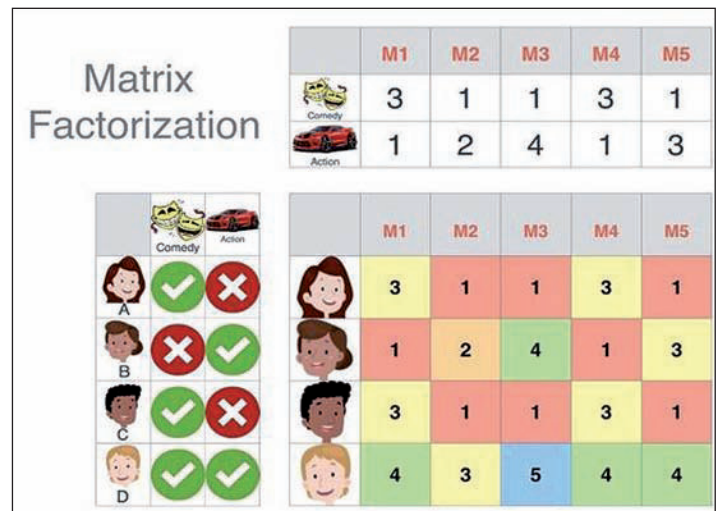 Matrix
Factorization
M1 M2 M3 M4 M5
Comedy 3 1 1 3 1
Action 1 2 4 1 3
Comedy Action
A
B
C
D
M1 M2 M3 M4 M5
3 1 1 3 1
1 2 4 1 3
3 1 1 3 1
4 3 5 4 4